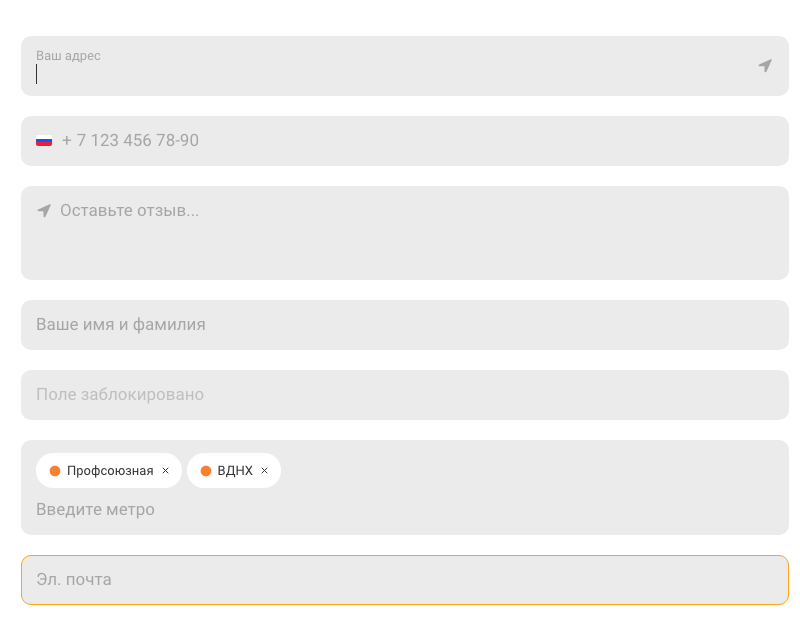 Ваш адрес
+ 7 123 456 78-90
Оставьте отзыв...
Ваше имя и фамилия
Поле заблокировано
Профсоюзная × ВДНХ ×
Введите метро
Эл. почта